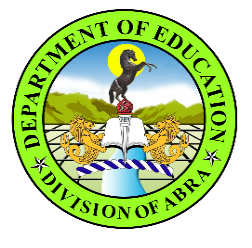 DEPARTMENT OF EDUCATION
DIVISION OF ABRA